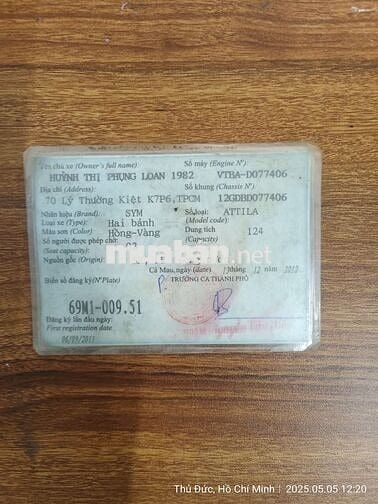 Tên chủ xe (Owner's full name): Số máy (Engine N°):
HUỲNH THỊ PHỤNG LOAN 1982 VTBA-D077406
Địa chỉ (Address): Số khung (Chassis N°)
70 Lý Thường Kiệt K7P6,TPCM 12GDBD077406
Nhãn hiệu (Brand): SYM Số loại: ATTILA
Loại xe (Type): Hai bánh (Model code):
Màu sơn (Color) Hồng-Vàng Dung tích 124
Số người được phép chở: 02 (Capacity)
(Seat capacity)
Nguồn gốc (Origin)
Cà Mau, ngày (date) tháng 12
Biển số đăng ký(N°Plate) P. TRƯỞNG CA THÀNH PHỐ
69M1-009.51
Đăng ký lần đầu ngày:
First registration date
06/09/2011
muaban.net
Thủ Đức, Hồ Chí Minh | 2025.05.05 12:20